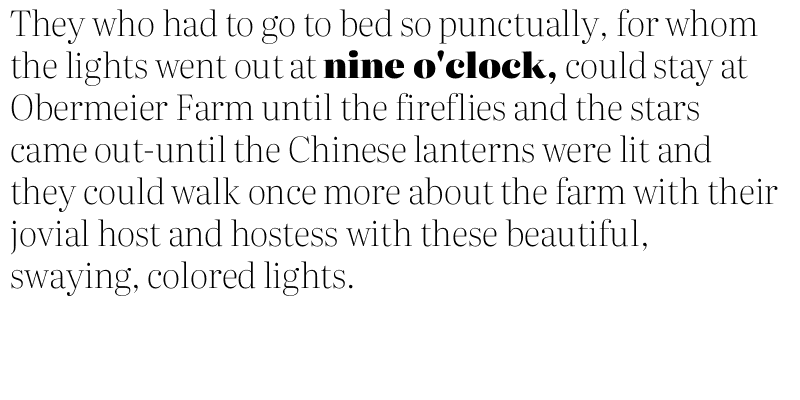 They who had to go to bed so punctually, for whom
the lights went out at nine o'clock, could stay at
Obermeier Farm until the fireflies and the stars
came out-until the Chinese lanterns were lit and
they could walk once more about the farm with their
jovial host and hostess with these beautiful,
swaying, colored lights.